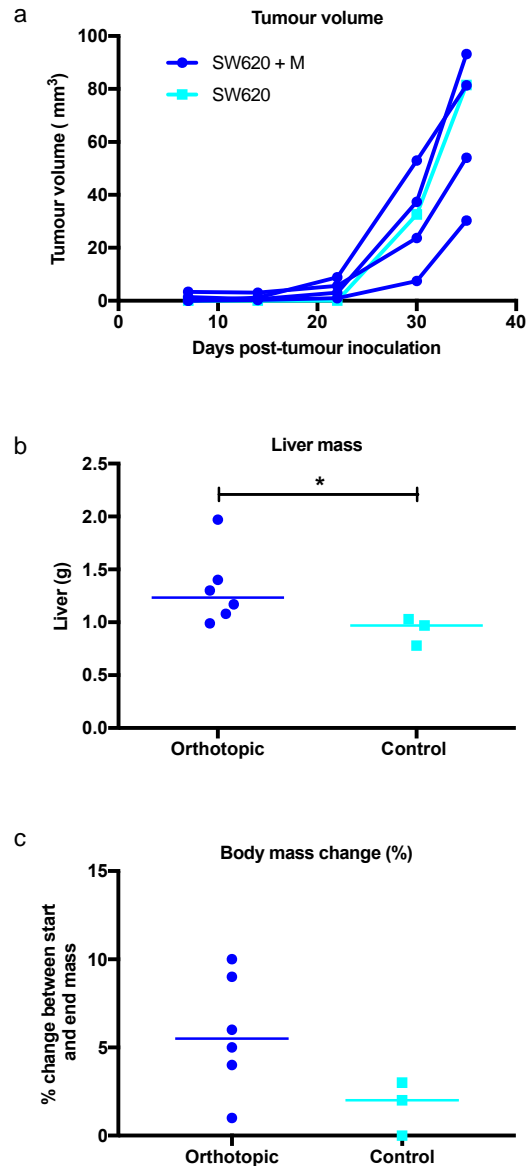 a
Tumour volume
Tumour volume ( mm³)
100
80
60
40
20
0
SW620 + M
SW620
0 10 20 30 40
Days post-tumour inoculation
b
Liver mass
Liver (g)
2.5
2.0
1.5
1.0
0.5
0.0
*
Orthotopic Control
c
Body mass change (%)
% change between start
and end mass
15
10
5
0
Orthotopic Control